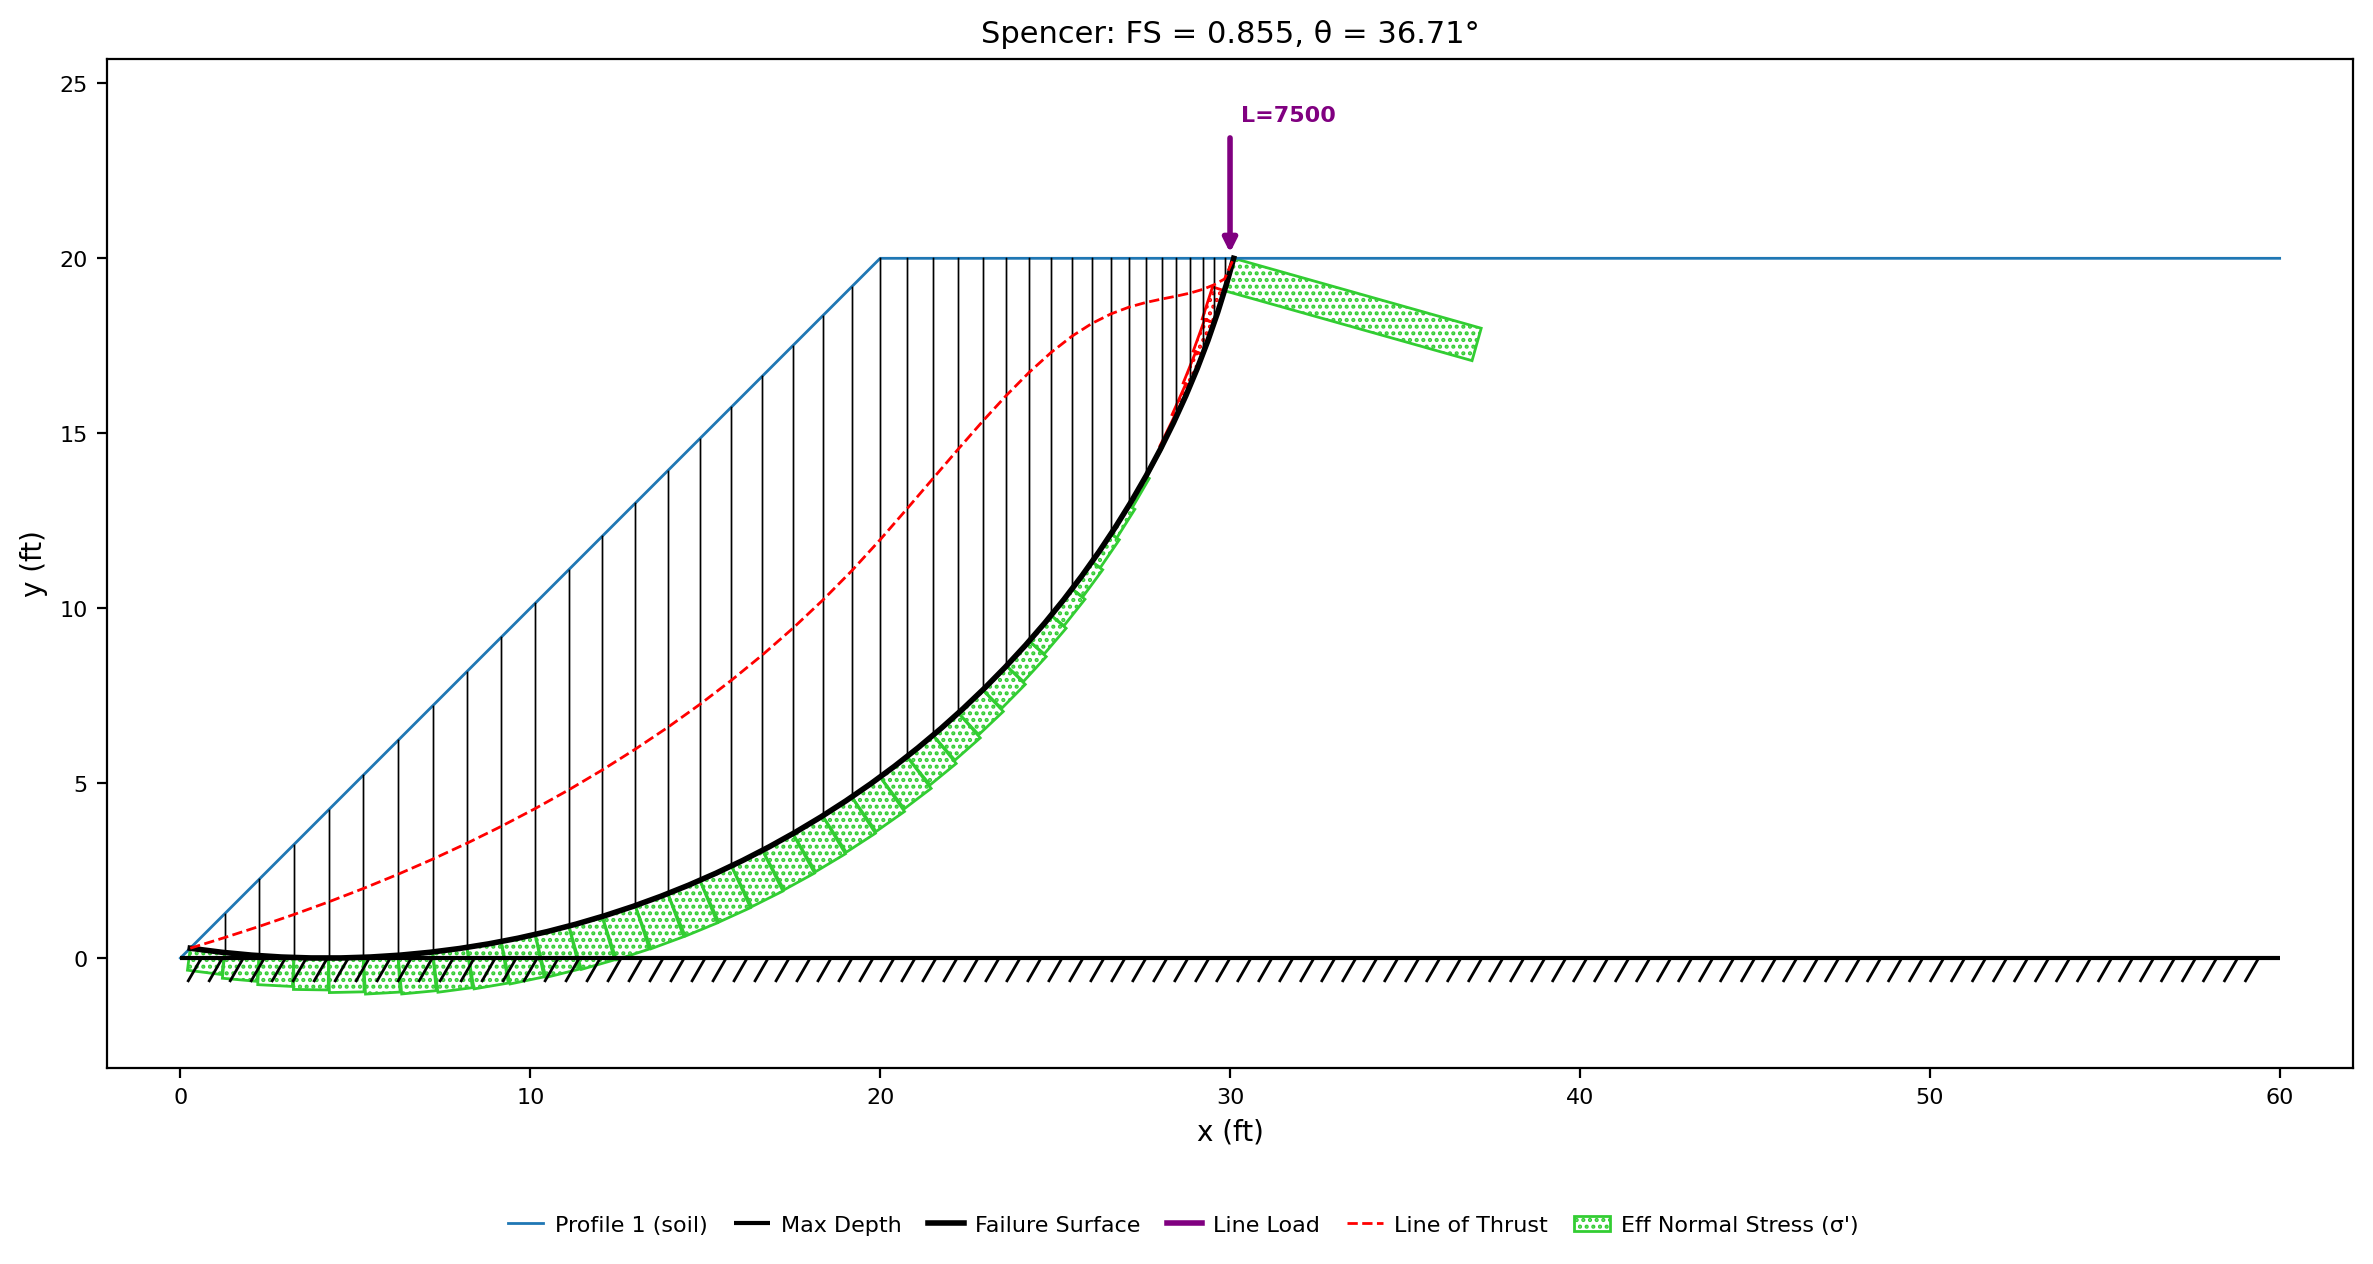 Spencer: FS = 0.855, θ = 36.71°
L=7500
25
20
15
10
5
0
y (ft)
0 10 20 30 40 50 60
x (ft)
Profile 1 (soil) Max Depth Failure Surface Line Load Line of Thrust Eff Normal Stress (σ')